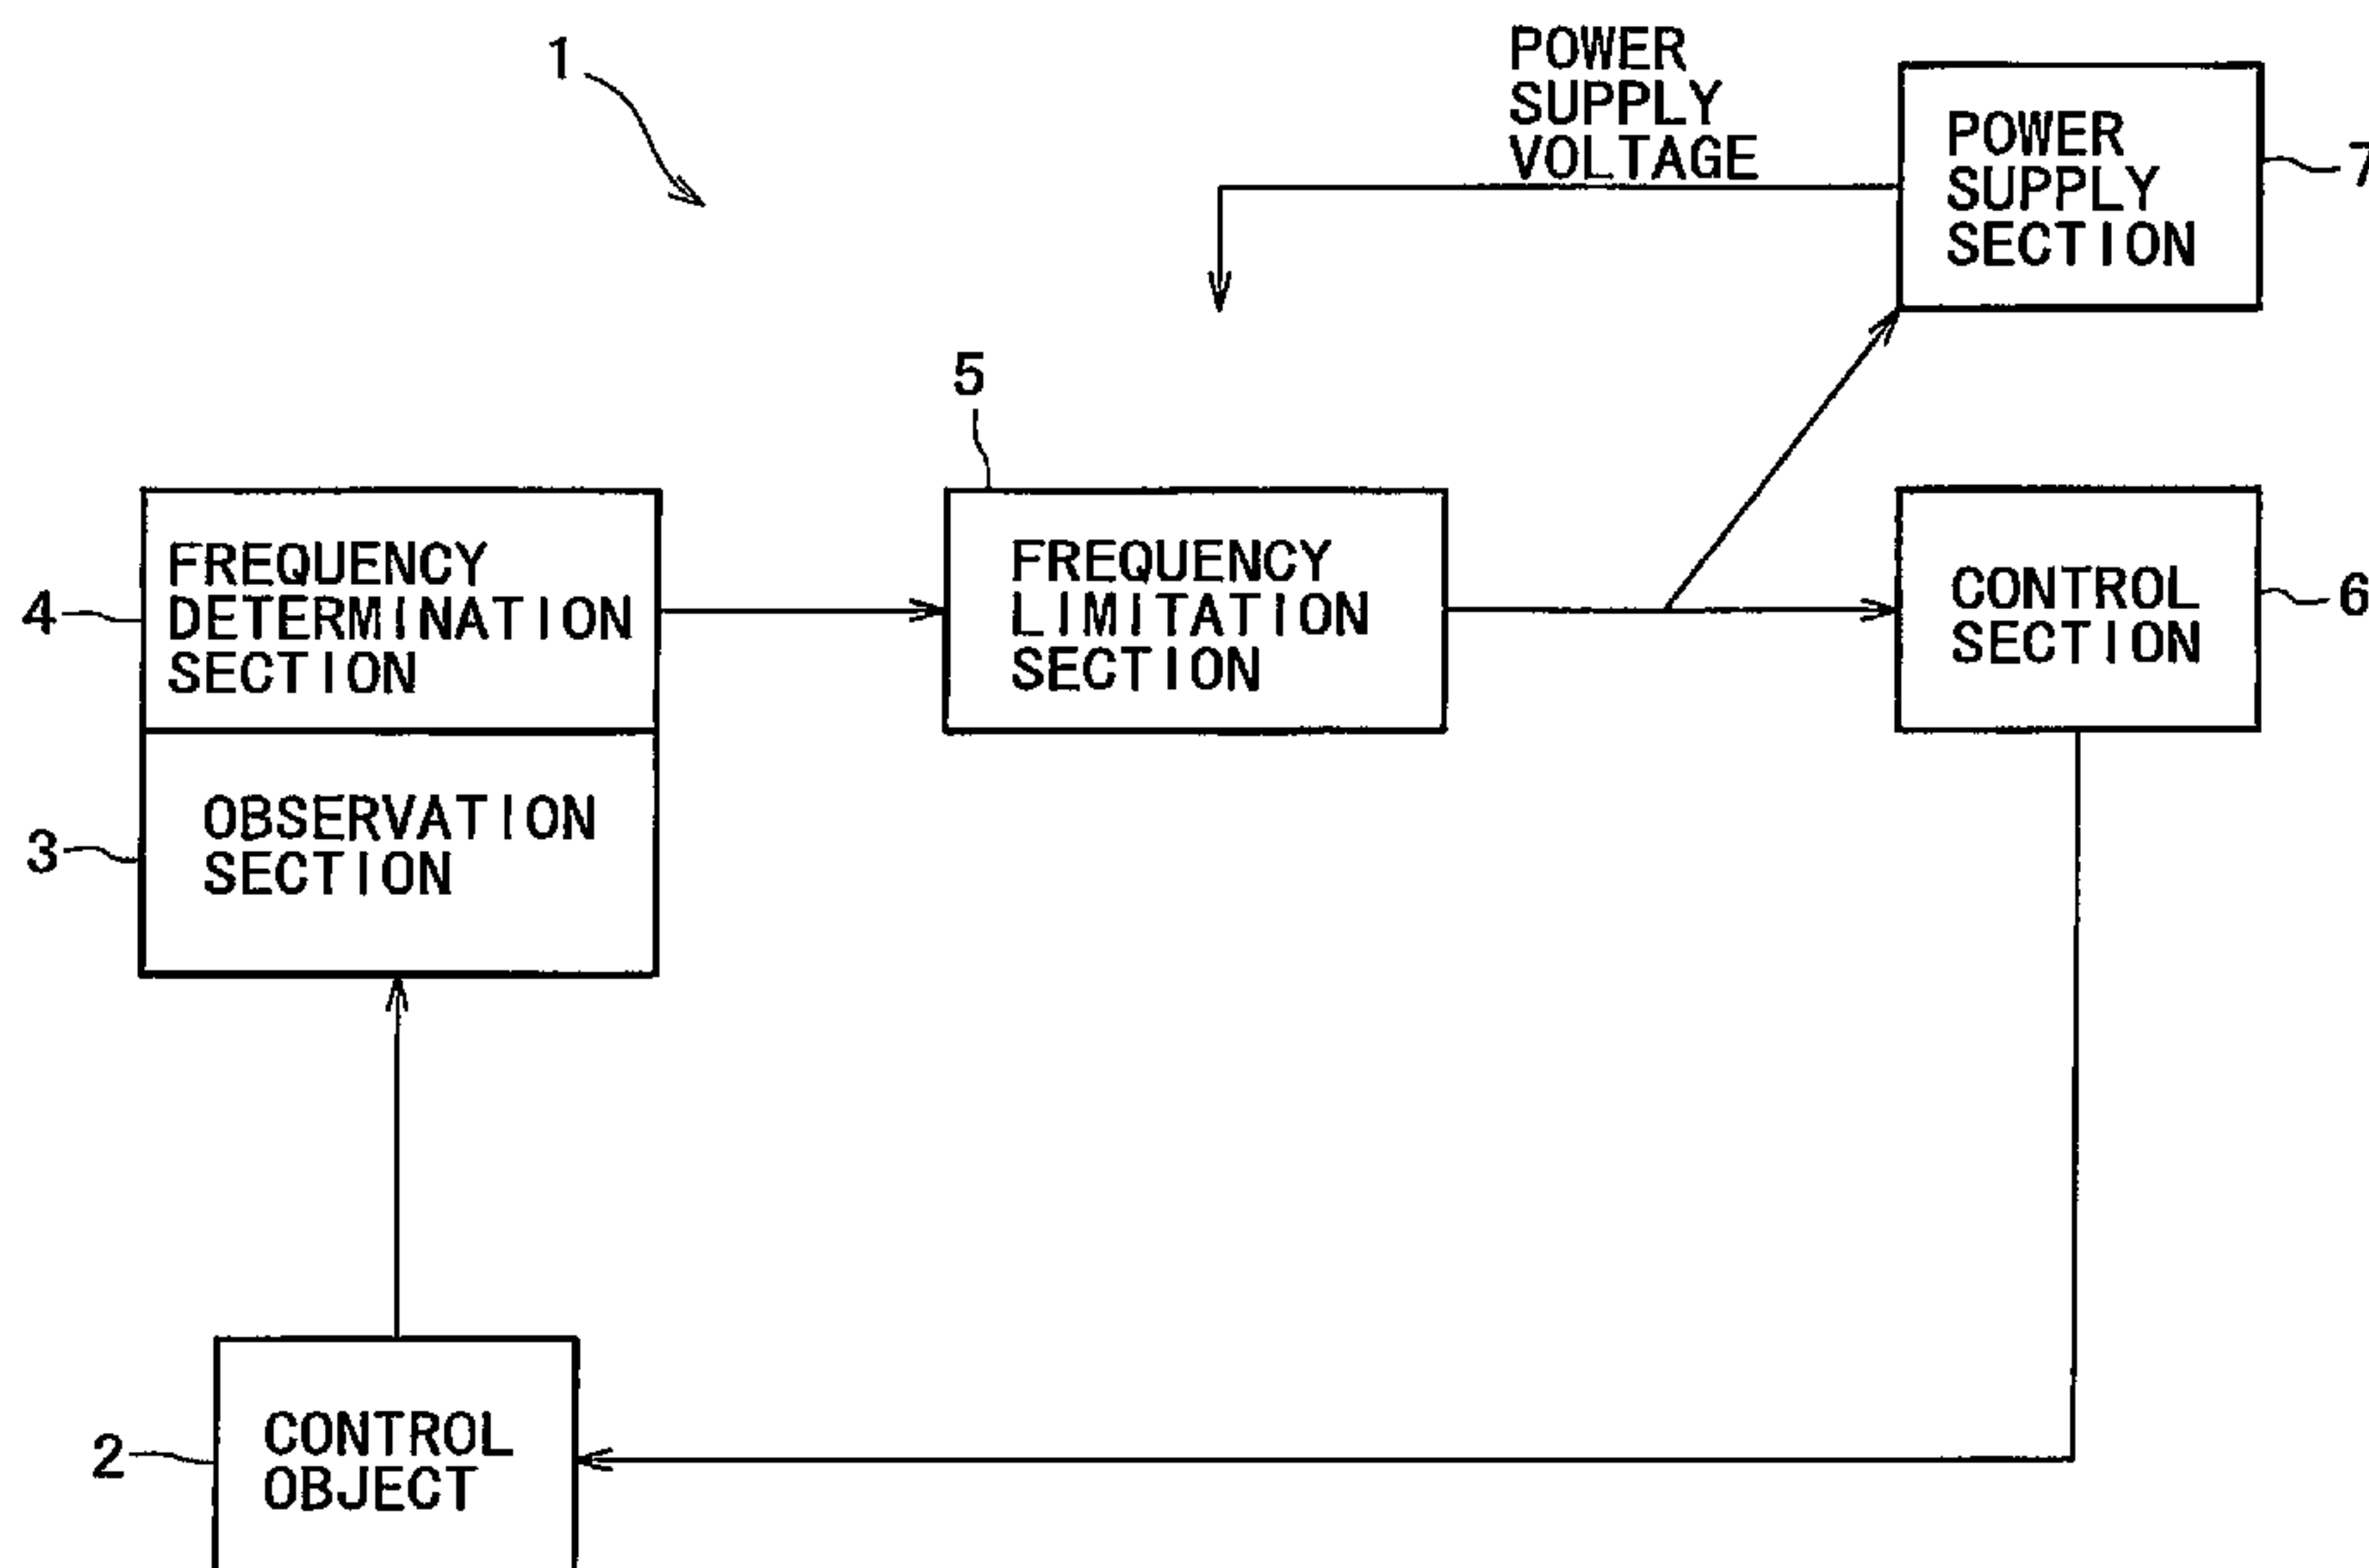 1
POWER
SUPPLY
VOLTAGE
POWER
SUPPLY
SECTION
7
5
4
FREQUENCY
DETERMINATION
SECTION
FREQUENCY
LIMITATION
SECTION
CONTROL
SECTION
6
3
OBSERVATION
SECTION
2
CONTROL
OBJECT